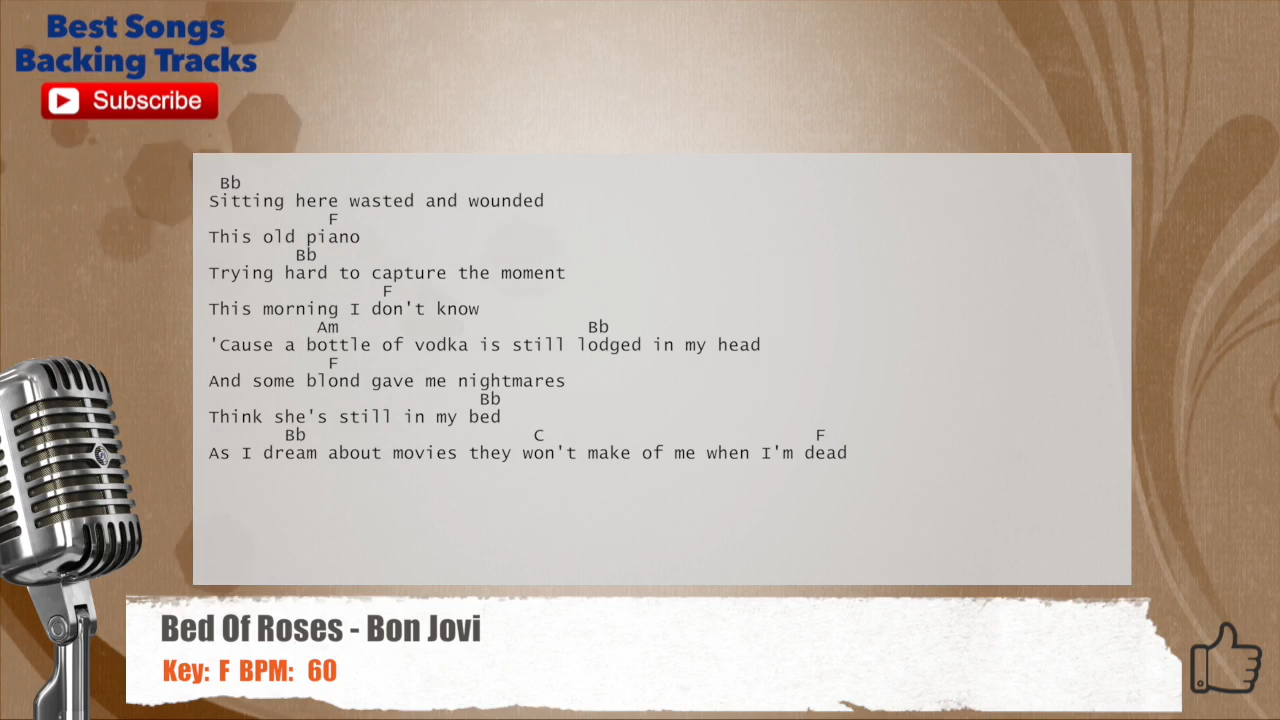 Best Songs
Backing Tracks
Subscribe
Bb
Sitting here wasted and wounded
F
This old piano
Bb
Trying hard to capture the moment
F
This morning I don't know
Am Bb
'Cause a bottle of vodka is still lodged in my head
F
And some blond gave me nightmares
Bb
Think she's still in my bed
Bb C F
As I dream about movies they won't make of me when I'm dead
Bed Of Roses - Bon Jovi
Key: F BPM: 60